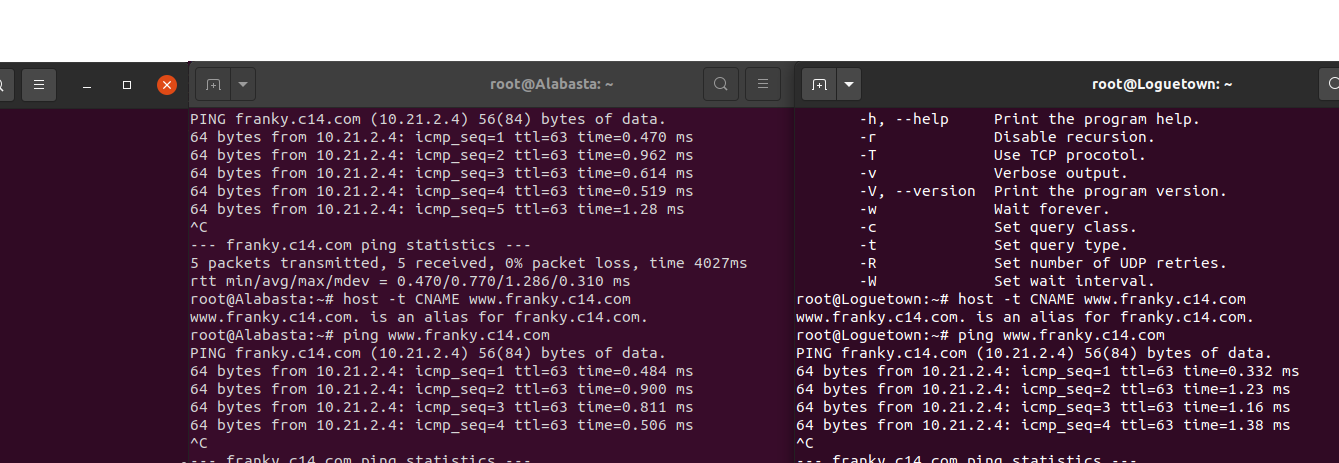 root@Alabasta: ~
PING franky.c14.com (10.21.2.4) 56(84) bytes of data.
64 bytes from 10.21.2.4: icmp_seq=1 ttl=63 time=0.470 ms
64 bytes from 10.21.2.4: icmp_seq=2 ttl=63 time=0.962 ms
64 bytes from 10.21.2.4: icmp_seq=3 ttl=63 time=0.614 ms
64 bytes from 10.21.2.4: icmp_seq=4 ttl=63 time=0.519 ms
64 bytes from 10.21.2.4: icmp_seq=5 ttl=63 time=1.28 ms
^C
--- franky.c14.com ping statistics ---
5 packets transmitted, 5 received, 0% packet loss, time 4027ms
rtt min/avg/max/mdev = 0.470/0.770/1.286/0.310 ms
root@Alabasta:~# host -t CNAME www.franky.c14.com
www.franky.c14.com. is an alias for franky.c14.com.
root@Alabasta:~# ping www.franky.c14.com
PING franky.c14.com (10.21.2.4) 56(84) bytes of data.
64 bytes from 10.21.2.4: icmp_seq=1 ttl=63 time=0.484 ms
64 bytes from 10.21.2.4: icmp_seq=2 ttl=63 time=0.900 ms
64 bytes from 10.21.2.4: icmp_seq=3 ttl=63 time=0.811 ms
64 bytes from 10.21.2.4: icmp_seq=4 ttl=63 time=0.506 ms
^C
--- franky.c14.com ping statistics ---
root@Loguetown: ~
-h, --help Print the program help.
-r Disable recursion.
-T Use TCP procotol.
-v Verbose output.
-V, --version Print the program version.
-w Wait forever.
-c Set query class.
-t Set query type.
-R Set number of UDP retries.
-W Set wait interval.
root@Loguetown:~# host -t CNAME www.franky.c14.com
www.franky.c14.com. is an alias for franky.c14.com.
root@Loguetown:~# ping www.franky.c14.com
PING franky.c14.com (10.21.2.4) 56(84) bytes of data.
64 bytes from 10.21.2.4: icmp_seq=1 ttl=63 time=0.332 ms
64 bytes from 10.21.2.4: icmp_seq=2 ttl=63 time=1.23 ms
64 bytes from 10.21.2.4: icmp_seq=3 ttl=63 time=1.16 ms
64 bytes from 10.21.2.4: icmp_seq=4 ttl=63 time=1.38 ms
^C
--- franky.c14.com ping statistics ---